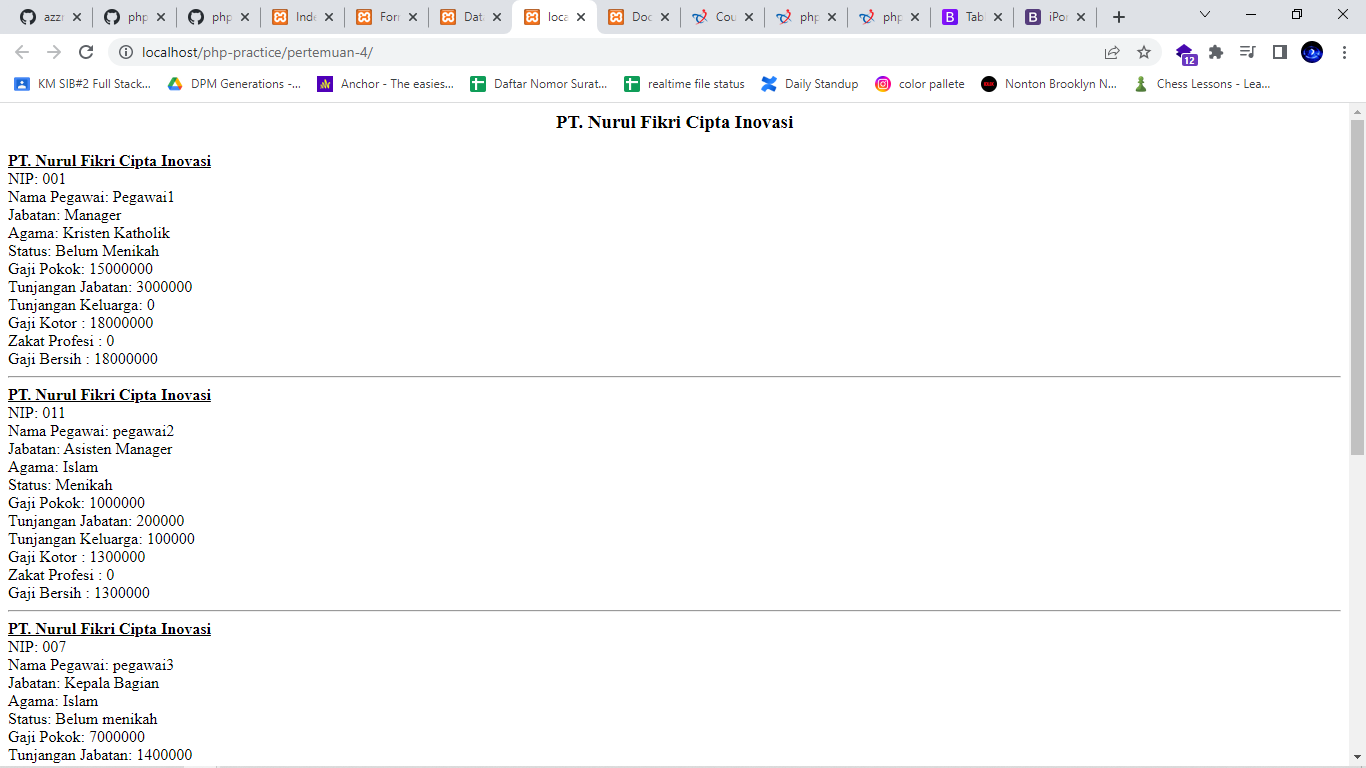 azzr
php
php
Inde
Forr
Data
loca
Doc
Cou
php
php
Tab
iPor
localhost/php-practice/pertemuan-4/
12
KM SIB#2 Full Stack...
DPM Generations -...
Anchor - The easies...
Daftar Nomor Surat...
realtime file status
Daily Standup
color pallete
Nonton Brooklyn N...
Chess Lessons - Lea...
PT. Nurul Fikri Cipta Inovasi
PT. Nurul Fikri Cipta Inovasi
NIP: 001
Nama Pegawai: Pegawai1
Jabatan: Manager
Agama: Kristen Katholik
Status: Belum Menikah
Gaji Pokok: 15000000
Tunjangan Jabatan: 3000000
Tunjangan Keluarga: 0
Gaji Kotor : 18000000
Zakat Profesi : 0
Gaji Bersih : 18000000
PT. Nurul Fikri Cipta Inovasi
NIP: 011
Nama Pegawai: pegawai2
Jabatan: Asisten Manager
Agama: Islam
Status: Menikah
Gaji Pokok: 1000000
Tunjangan Jabatan: 200000
Tunjangan Keluarga: 100000
Gaji Kotor : 1300000
Zakat Profesi : 0
Gaji Bersih : 1300000
PT. Nurul Fikri Cipta Inovasi
NIP: 007
Nama Pegawai: pegawai3
Jabatan: Kepala Bagian
Agama: Islam
Status: Belum menikah
Gaji Pokok: 7000000
Tunjangan Jabatan: 1400000